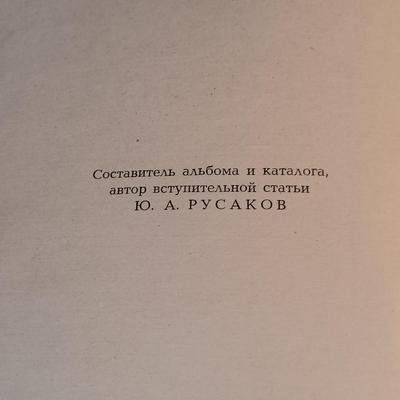 Составитель альбома и каталога,
автор вступительной статьи
Ю. А. РУСАКОВ